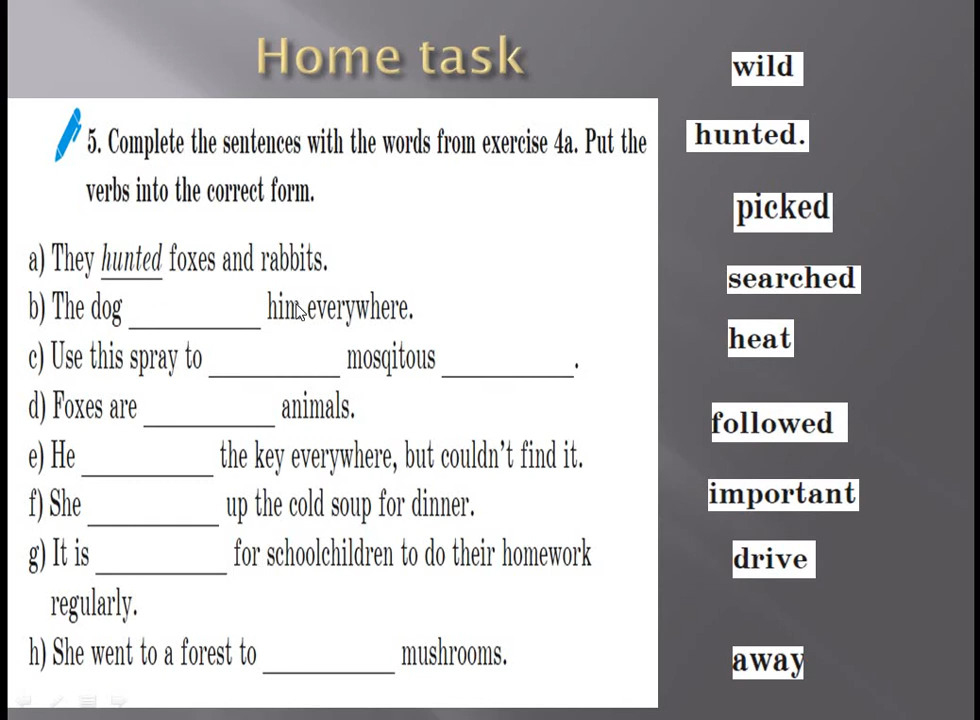 Home task
5. Complete the sentences with the words from exercise 4a. Put the
verbs into the correct form.
a) They hunted foxes and rabbits.
b) The dog __________ him everywhere.
c) Use this spray to __________ mosqitous __________.
d) Foxes are __________ animals.
e) He __________ the key everywhere, but couldn't find it.
f) She __________ up the cold soup for dinner.
g) It is __________ for schoolchildren to do their homework
regularly.
h) She went to a forest to __________ mushrooms.
wild
hunted.
picked
searched
heat
followed
important
drive
away